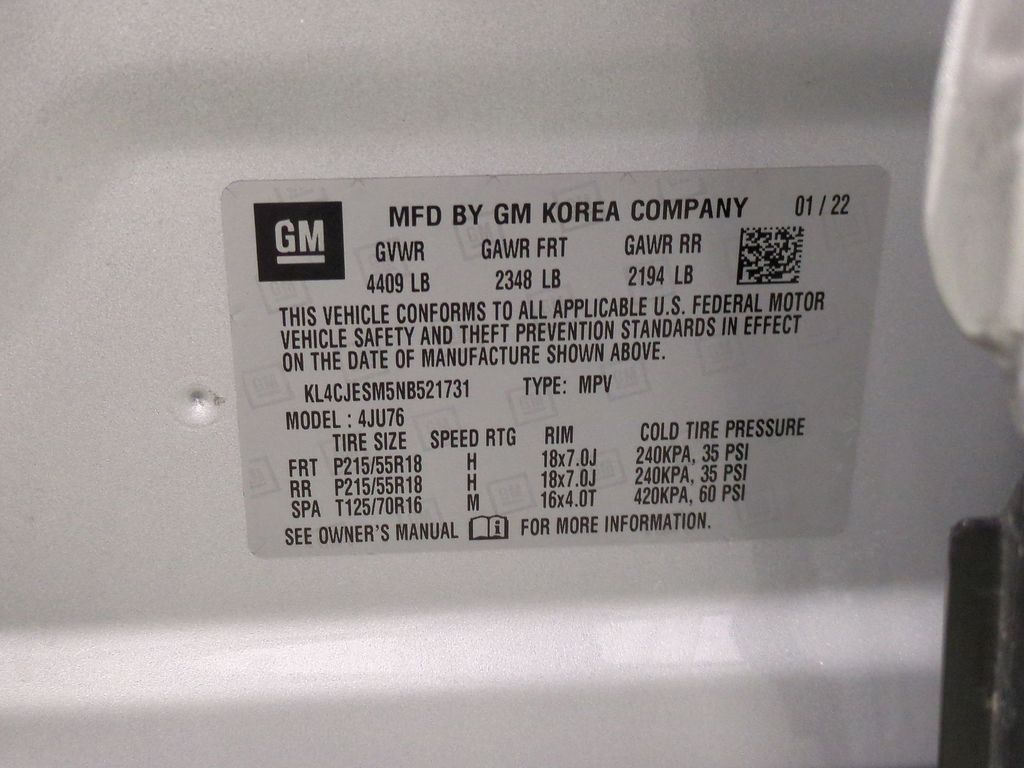 GM
MFD BY GM KOREA COMPANY 01 / 22
GVWR GAWR FRT GAWR RR
4409 LB 2348 LB 2194 LB
THIS VEHICLE CONFORMS TO ALL APPLICABLE U.S. FEDERAL MOTOR
VEHICLE SAFETY AND THEFT PREVENTION STANDARDS IN EFFECT
ON THE DATE OF MANUFACTURE SHOWN ABOVE.
KL4CJESM5NB521731 TYPE: MPV
MODEL : 4JU76
TIRE SIZE SPEED RTG RIM COLD TIRE PRESSURE
FRT P215/55R18 H 18x7.0J 240KPA, 35 PSI
RR P215/55R18 H 18x7.0J 240KPA, 35 PSI
SPA T125/70R16 M 16x4.0T 420KPA, 60 PSI
SEE OWNER'S MANUAL i FOR MORE INFORMATION.